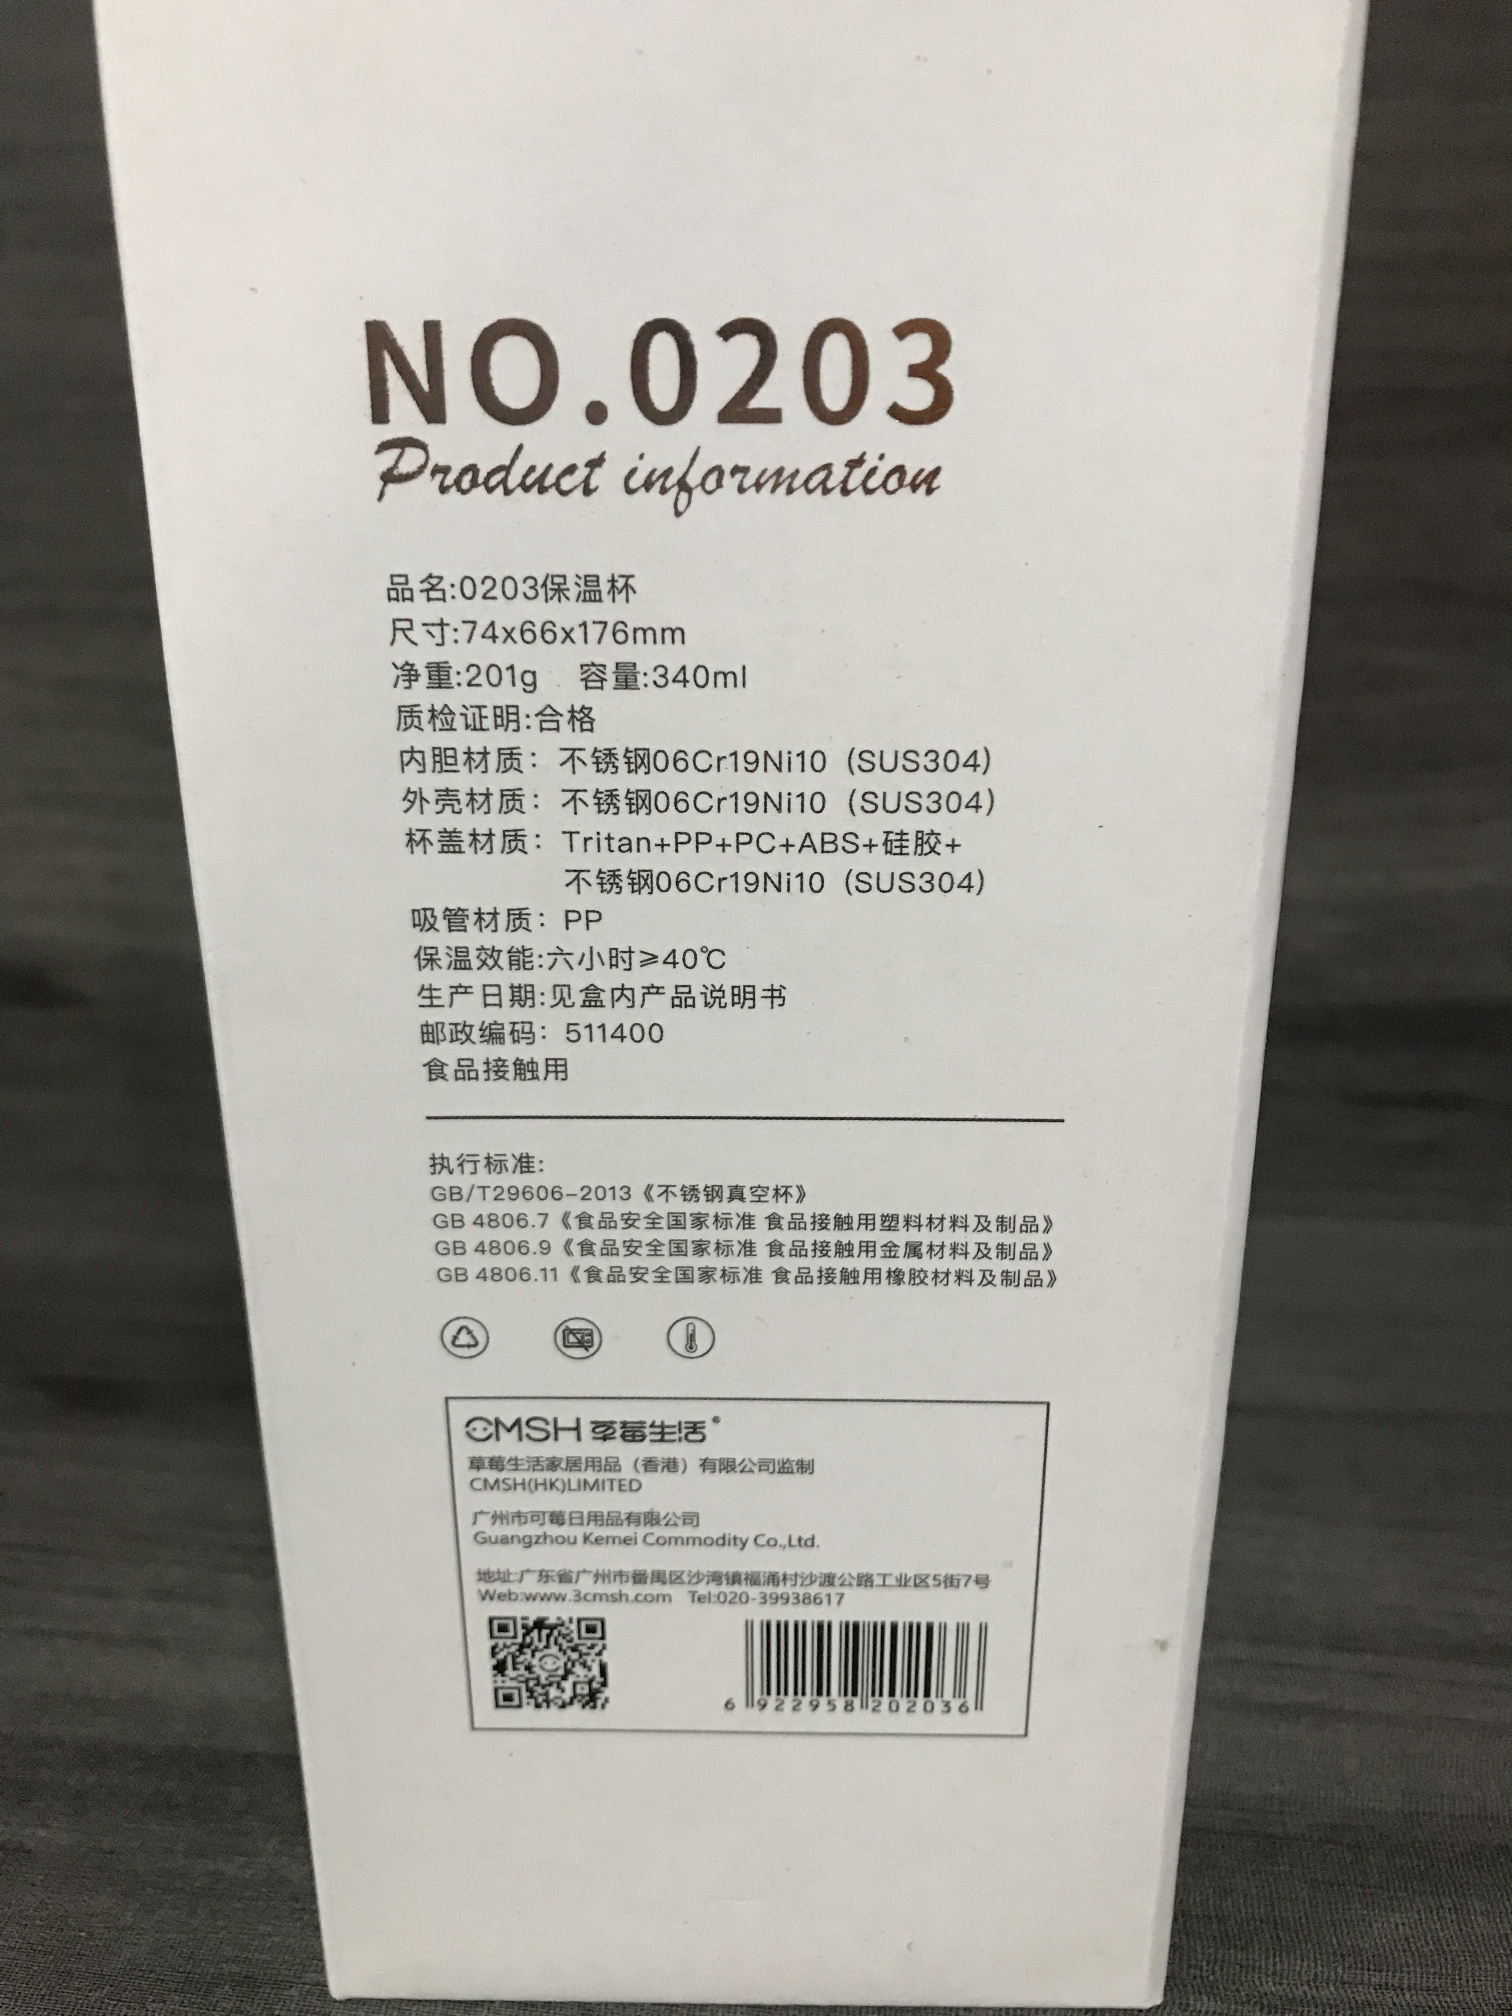 NO.0203
Product information
品名:0203保温杯
尺寸:74x66x176mm
净重:201g 容量:340ml
质检证明:合格
内胆材质：不锈钢06Cr19Ni10（SUS304）
外壳材质：不锈钢06Cr19Ni10（SUS304）
杯盖材质：Tritan+PP+PC+ABS+硅胶+
不锈钢06Cr19Ni10（SUS304）
吸管材质：PP
保温效能:六小时≥40℃
生产日期:见盒内产品说明书
邮政编码：511400
食品接触用
执行标准:
GB/T29606-2013《不锈钢真空杯》
GB 4806.7《食品安全国家标准 食品接触用塑料材料及制品》
GB 4806.9《食品安全国家标准 食品接触用金属材料及制品》
GB 4806.11《食品安全国家标准 食品接触用橡胶材料及制品》
CMSH 草莓生活®
草莓生活家居用品（香港）有限公司监制
CMSH(HK)LIMITED
广州市可莓日用品有限公司
Guangzhou Kemei Commodity Co.,Ltd.
地址:广东省广州市番禺区沙湾镇福涌村沙渡公路工业区5街7号
Web:www.3cmsh.com Tel:020-39938617
6 922958 202036